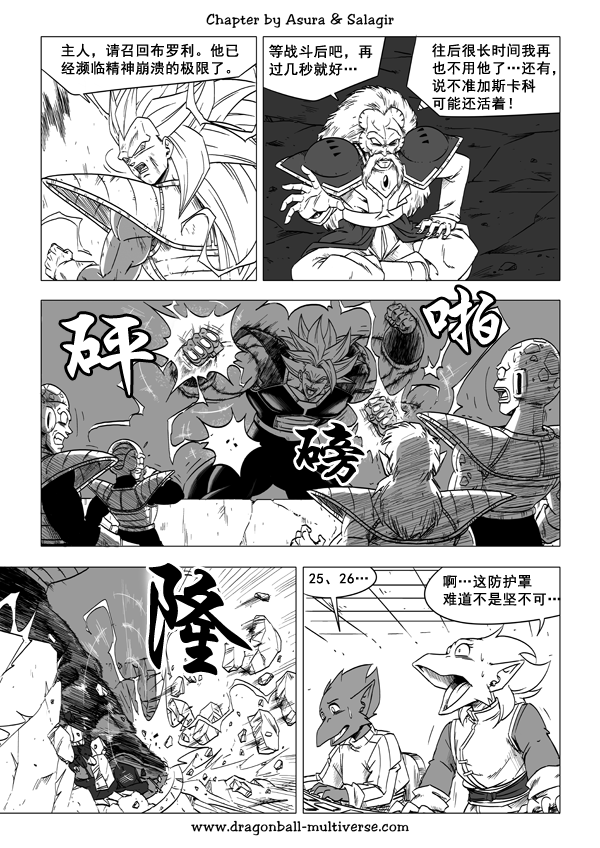 Chapter by Asura & Salagir
主人，请召回布罗利。他已
经濒临精神崩溃的极限了。
等战斗后吧，再
过几秒就好…
往后很长时间我再
也不用他了…还有，
说不准加斯卡科
可能还活着！
砰
磅
啪
隆
25、26…
啊…这防护罩
难道不是坚不可…
www.dragonball-multiverse.com